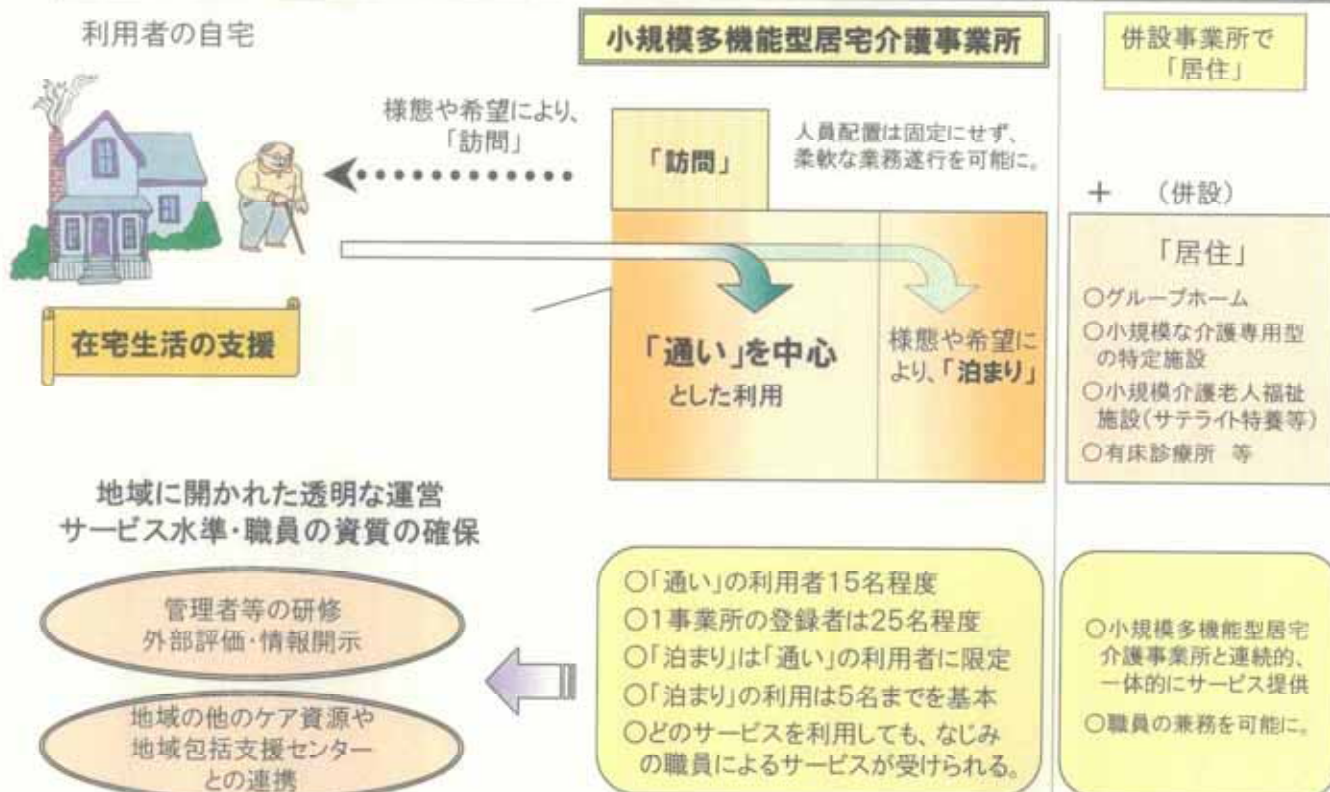 利用者の自宅
小規模多機能型居宅介護事業所
併設事業所で
「居住」
様態や希望により、
「訪問」
「訪問」
人員配置は固定にせず、
柔軟な業務遂行を可能に。
+ (併設)
在宅生活の支援
「通い」を中心
とした利用
様態や希望に
より、「泊まり」
「居住」
○グループホーム
○小規模な介護専用型
の特定施設
○小規模介護老人福祉
施設(サテライト特養等)
○有床診療所 等
地域に開かれた透明な運営
サービス水準・職員の資質の確保
管理者等の研修
外部評価・情報開示
地域の他のケア資源や
地域包括支援センター
との連携
○「通い」の利用者15名程度
○1事業所の登録者は25名程度
○「泊まり」は「通い」の利用者に限定
○「泊まり」の利用は5名までを基本
○どのサービスを利用しても、なじみ
の職員によるサービスが受けられる。
○小規模多機能型居宅
介護事業所と連続的、
一体的にサービス提供
○職員の兼務を可能に。